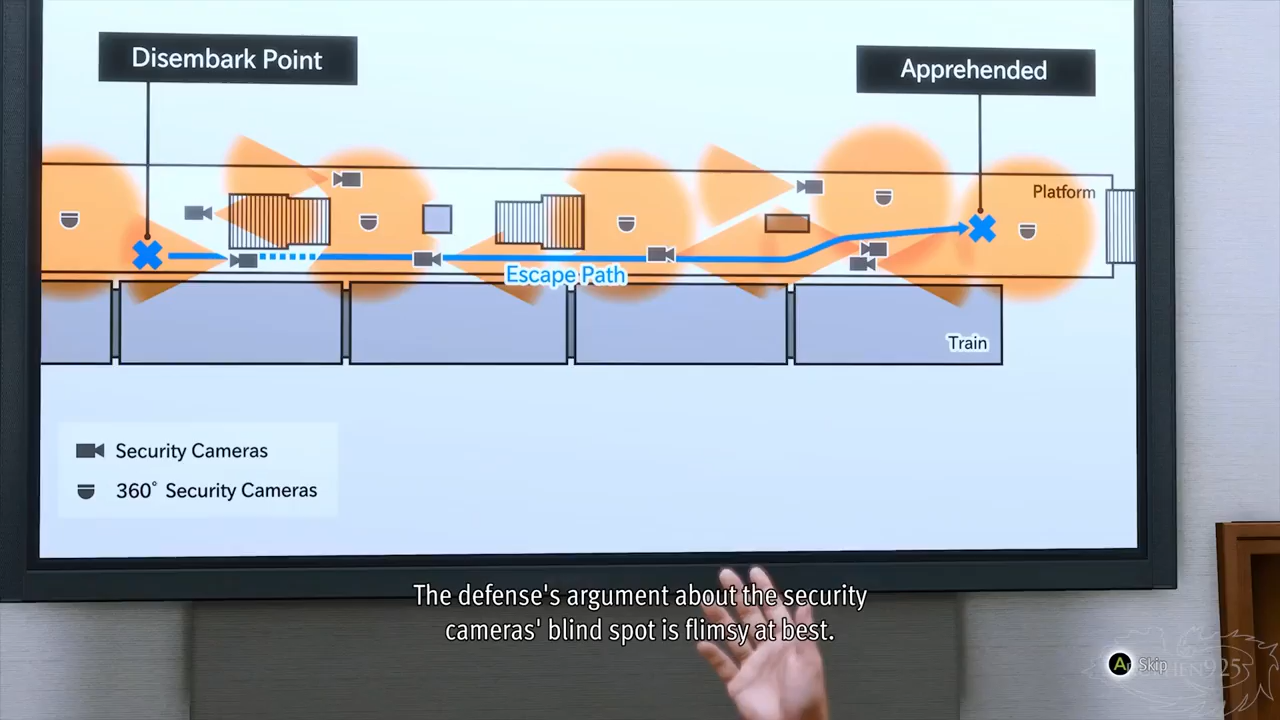 Disembark Point
Apprehended
Platform
Escape Path
Train
Security Cameras
360° Security Cameras
The defense's argument about the security
cameras' blind spot is flimsy at best.
A Skip